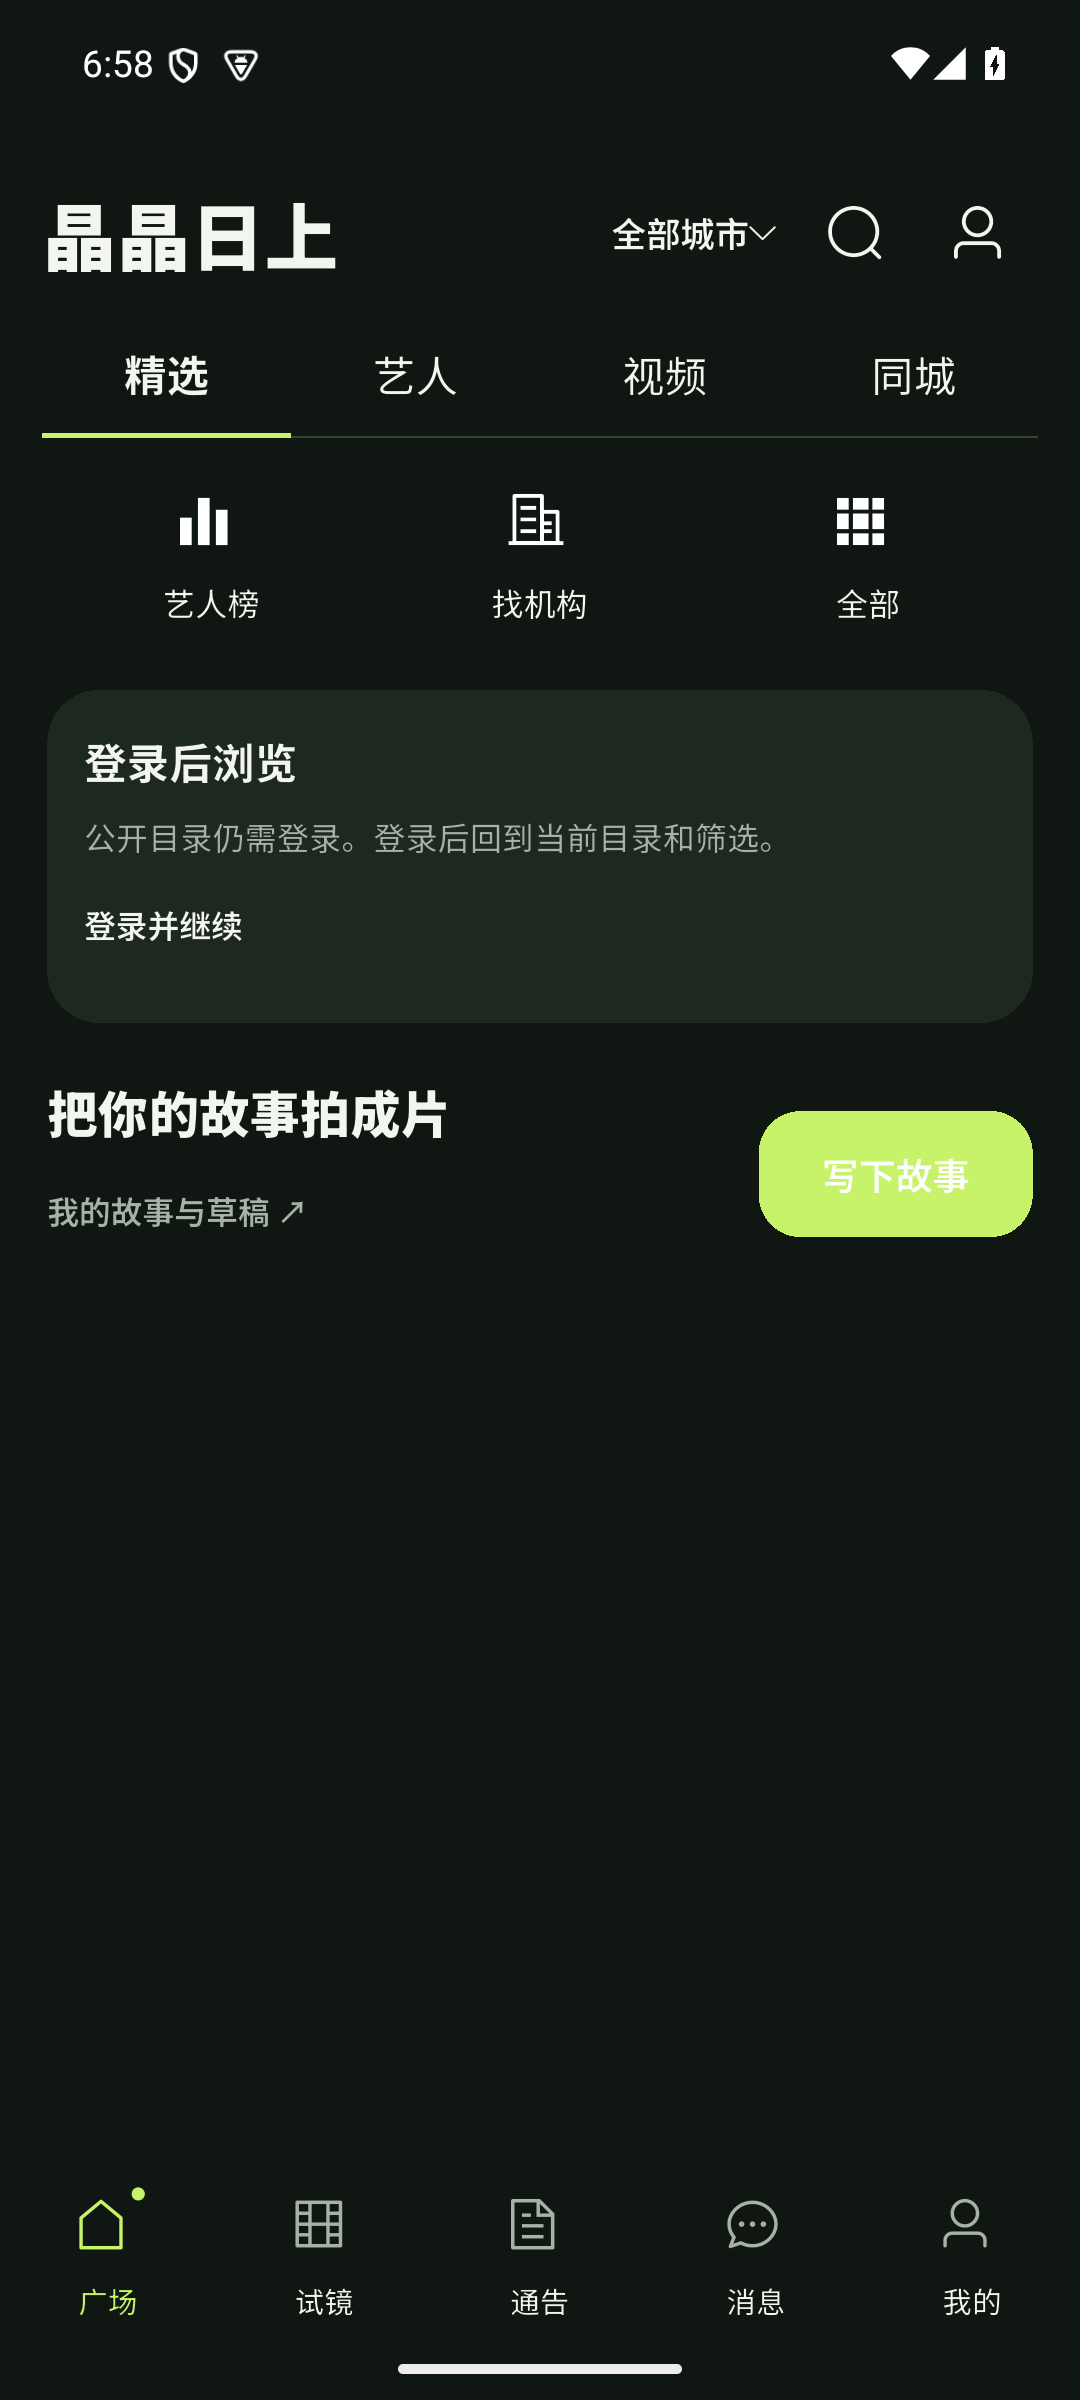 6:58
晶晶日上
全部城市
精选 艺人 视频 同城
艺人榜 找机构 全部
登录后浏览
公开目录仍需登录。登录后回到当前目录和筛选。
登录并继续
把你的故事拍成片
写下故事
我的故事与草稿 ↗
广场 试镜 通告 消息 我的